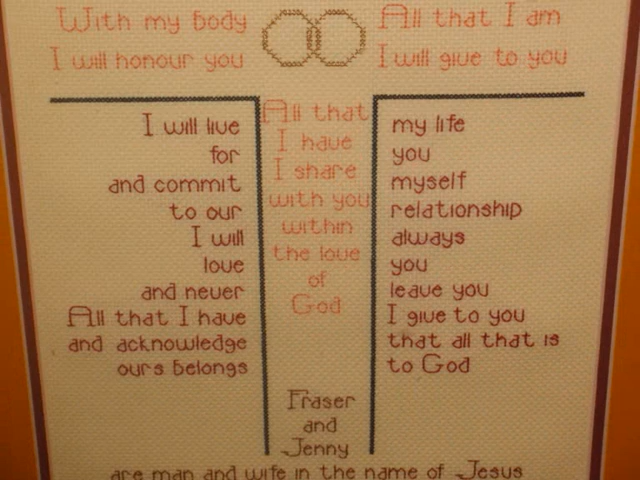 With my body All that I am
I will honour you I will give to you
All that
I have
I share
with you
within
the love
of
God
I will live my life
for you
and commit myself
to our relationship
I will always
love you
and never leave you
All that I have I give to you
and acknowledge that all that is
ours belongs to God
Fraser
and
Jenny
are man and wife in the name of Jesus